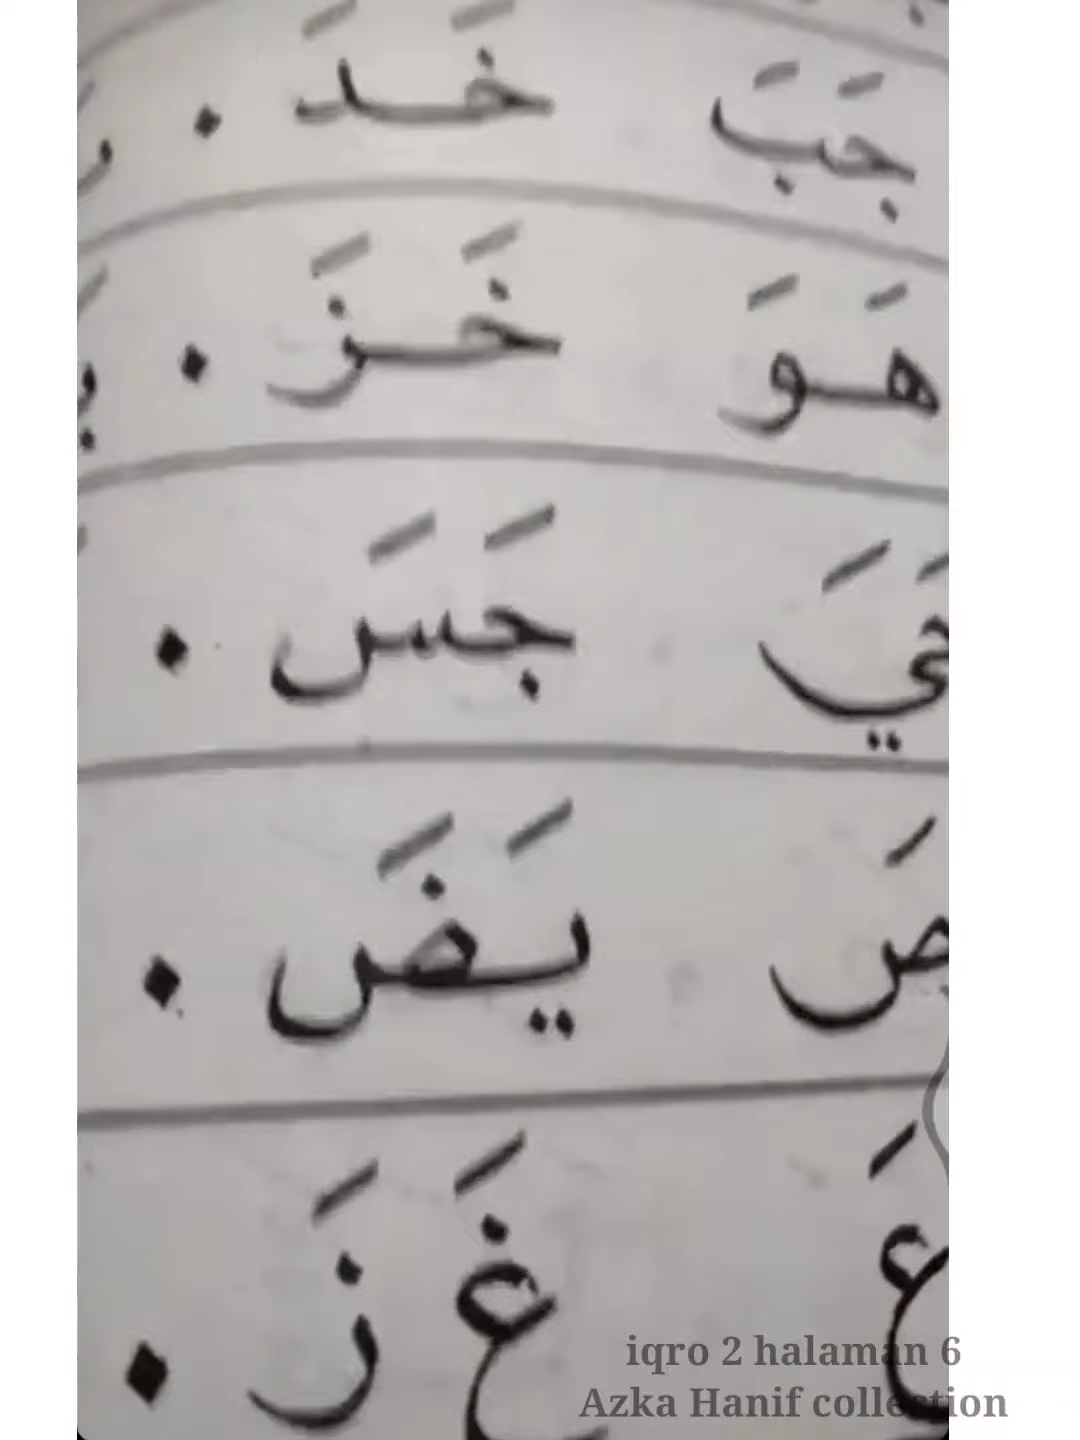 جَبَ خَدَ .
هَوَ خَزَ .
جَسَ .
يَضَ .
غَ زَ .
iqro 2 halaman 6
Azka Hanif collection